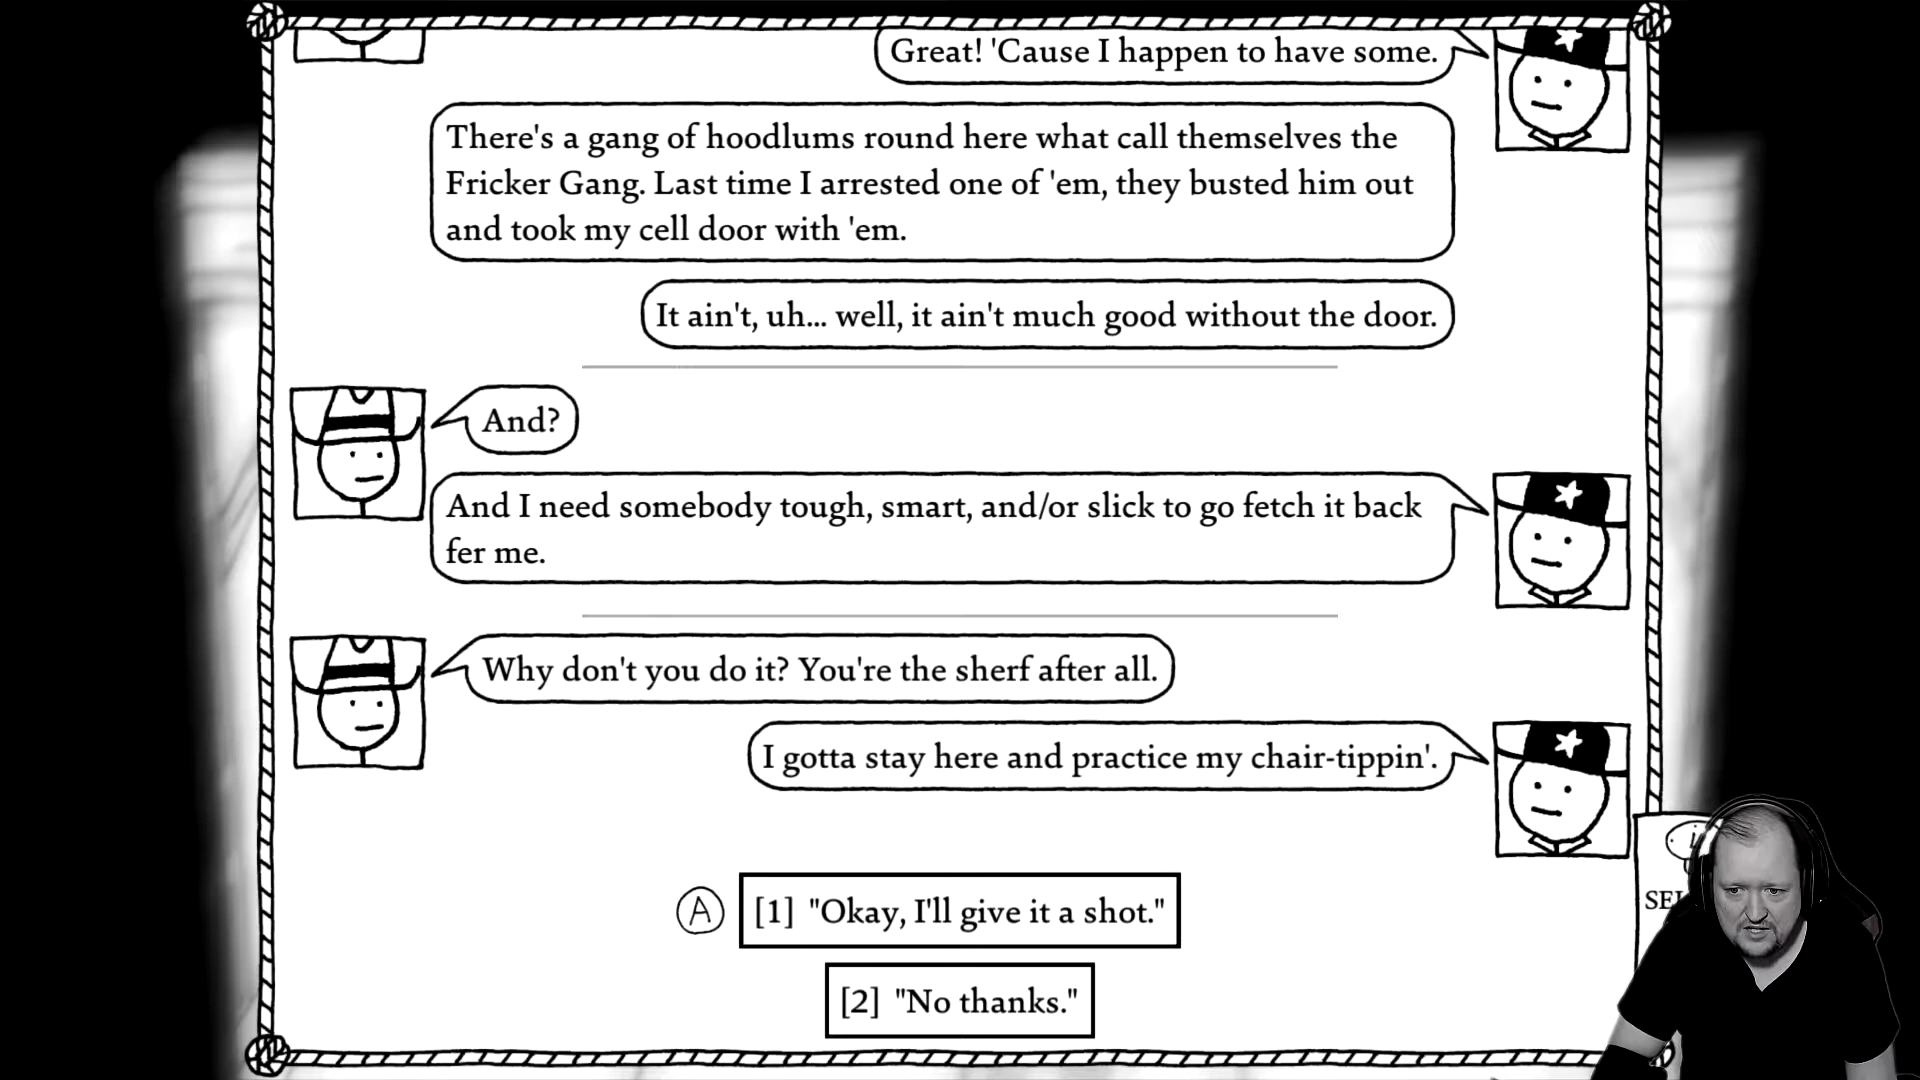 Great! 'Cause I happen to have some.
There's a gang of hoodlums round here what call themselves the
Fricker Gang. Last time I arrested one of 'em, they busted him out
and took my cell door with 'em.
It ain't, uh... well, it ain't much good without the door.
And?
And I need somebody tough, smart, and/or slick to go fetch it back
fer me.
Why don't you do it? You're the sherf after all.
I gotta stay here and practice my chair-tippin'.
A [1] "Okay, I'll give it a shot."
[2] "No thanks."